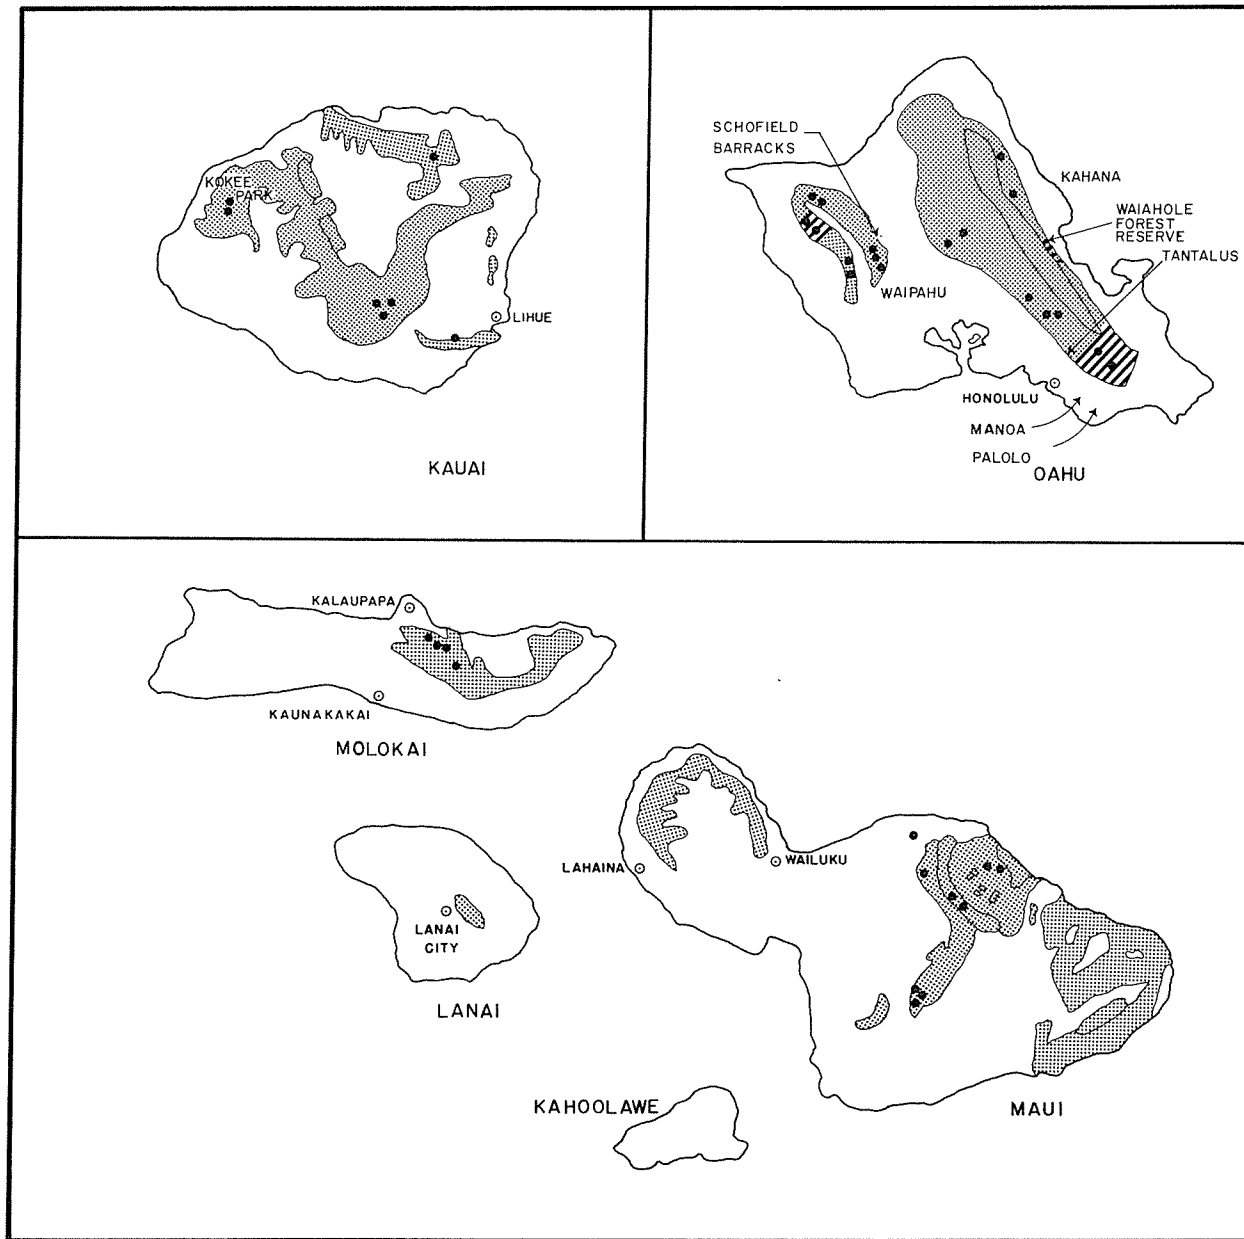 KOKEE
PARK
LIHUE
KAUAI
SCHOFIELD
BARRACKS
KAHANA
WAIAHOLE
FOREST
RESERVE
TANTALUS
WAIPAHU
HONOLULU
MANOA
PALOLO
OAHU
KALAUPAPA
KAUNAKAKAI
MOLOKAI
LAHAINA
WAILUKU
LANAI
CITY
LANAI
KAHOOLAWE
MAUI